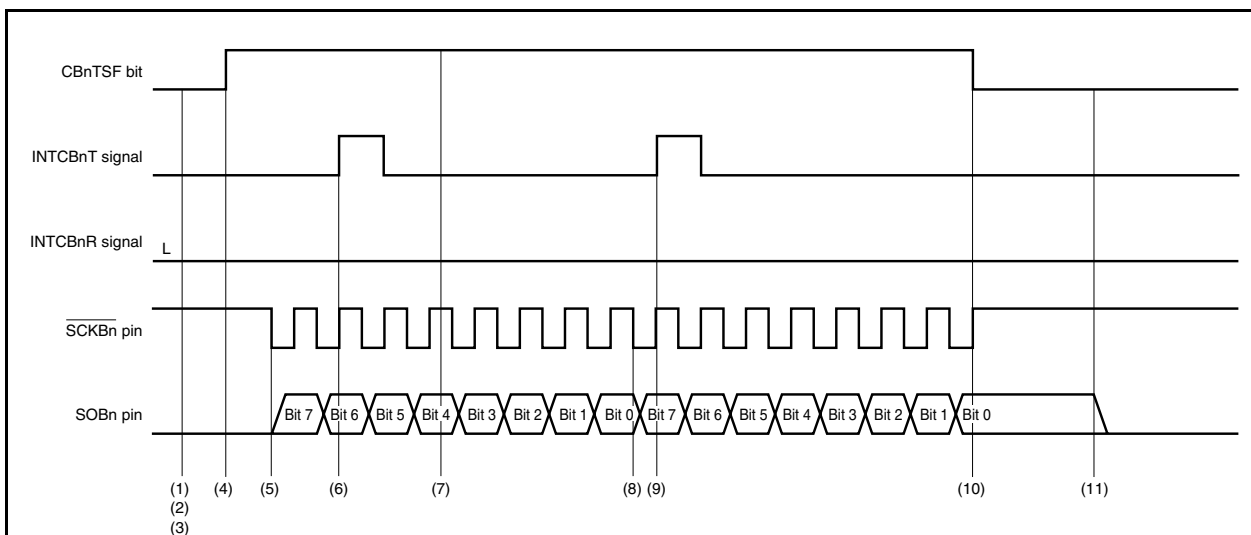 CBnTSF bit
INTCBnT signal
INTCBnR signal
L
SCKBn pin
SOBn pin
Bit 7 Bit 6 Bit 5 Bit 4 Bit 3 Bit 2 Bit 1 Bit 0 Bit 7 Bit 6 Bit 5 Bit 4 Bit 3 Bit 2 Bit 1 Bit 0
(1) (4) (5) (6) (7) (8) (9) (10) (11)
(2)
(3)